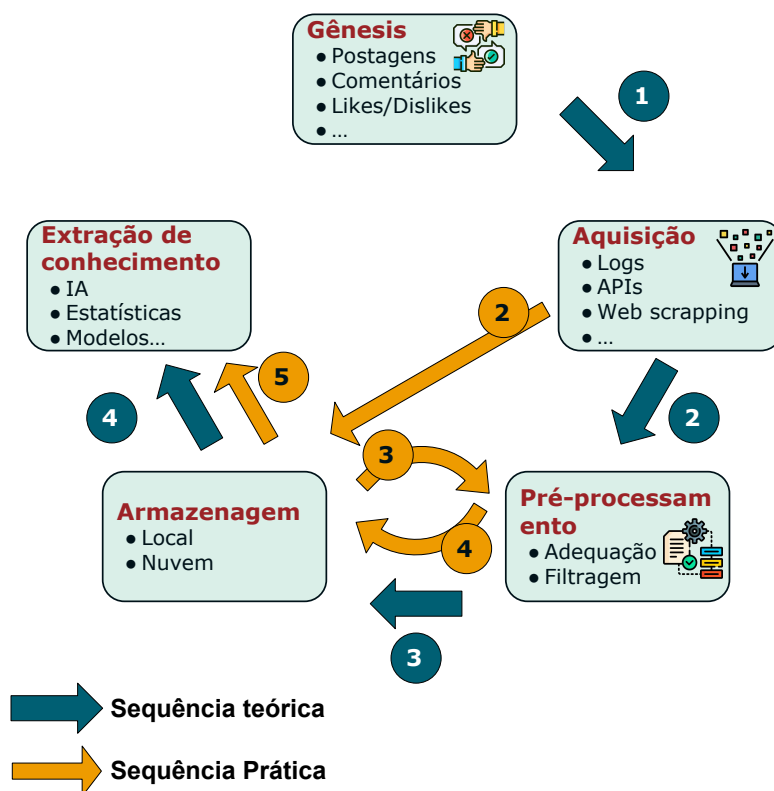 Gênesis
● Postagens
● Comentários
● Likes/Dislikes
● ...
1
Extração de
conhecimento
● IA
● Estatísticas
● Modelos...
Aquisição
● Logs
● APIs
● Web scrapping
● ...
2
5
4
2
3
Armazenagem
● Local
● Nuvem
4
Pré-processam
ento
● Adequação
● Filtragem
3
Sequência teórica
Sequência Prática